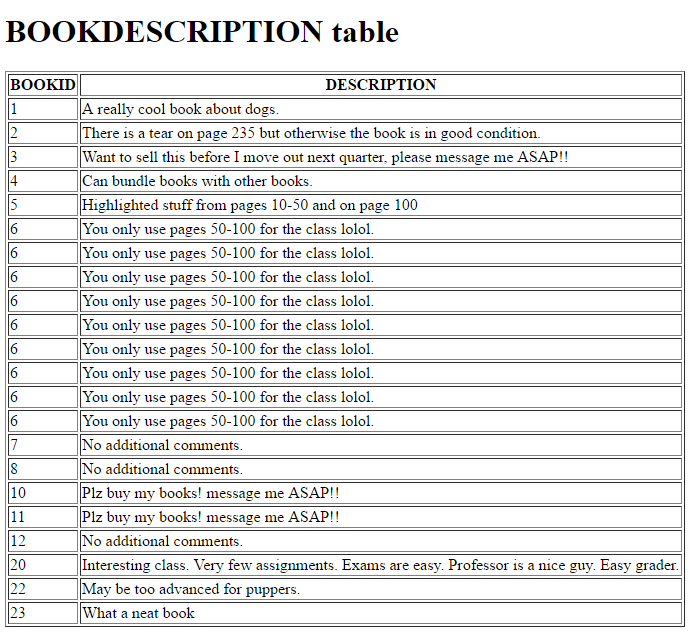 BOOKDESCRIPTION table
BOOKID DESCRIPTION
1 A really cool book about dogs.
2 There is a tear on page 235 but otherwise the book is in good condition.
3 Want to sell this before I move out next quarter, please message me ASAP!!
4 Can bundle books with other books.
5 Highlighted stuff from pages 10-50 and on page 100
6 You only use pages 50-100 for the class lolol.
6 You only use pages 50-100 for the class lolol.
6 You only use pages 50-100 for the class lolol.
6 You only use pages 50-100 for the class lolol.
6 You only use pages 50-100 for the class lolol.
6 You only use pages 50-100 for the class lolol.
6 You only use pages 50-100 for the class lolol.
6 You only use pages 50-100 for the class lolol.
6 You only use pages 50-100 for the class lolol.
7 No additional comments.
8 No additional comments.
10 Plz buy my books! message me ASAP!!
11 Plz buy my books! message me ASAP!!
12 No additional comments.
20 Interesting class. Very few assignments. Exams are easy. Professor is a nice guy. Easy grader.
22 May be too advanced for puppers.
23 What a neat book